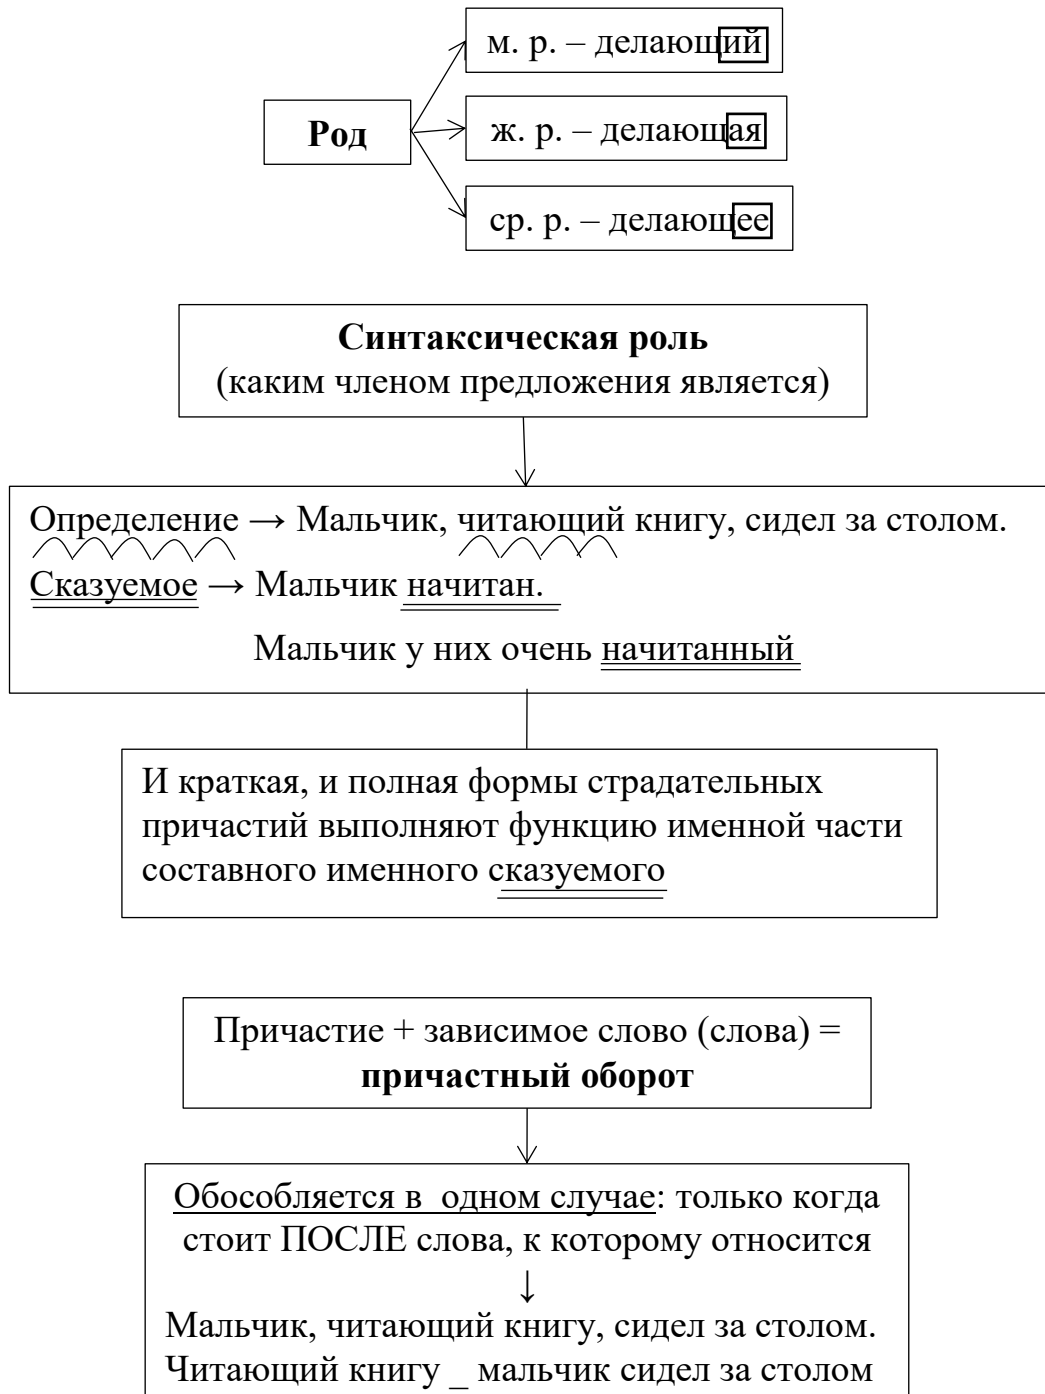 м. р. – делающий
Род
ж. р. – делающая
ср. р. – делающее
Синтаксическая роль
(каким членом предложения является)
Определение → Мальчик, читающий книгу, сидел за столом.
Сказуемое → Мальчик начитан.
Мальчик у них очень начитанный
И краткая, и полная формы страдательных
причастий выполняют функцию именной части
составного именного сказуемого
Причастие + зависимое слово (слова) =
причастный оборот
Обособляется в одном случае: только когда
стоит ПОСЛЕ слова, к которому относится
↓
Мальчик, читающий книгу, сидел за столом.
Читающий книгу _ мальчик сидел за столом